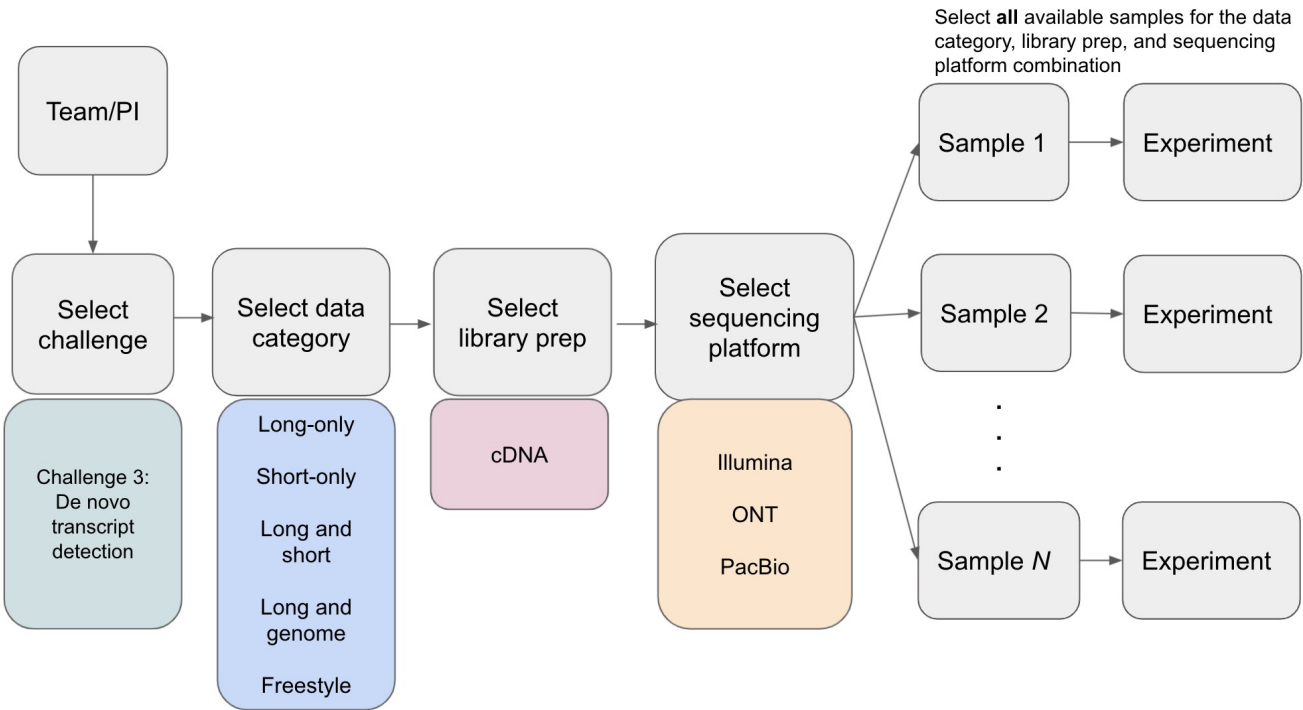 Select all available samples for the data
category, library prep, and sequencing
platform combination
Team/PI
Sample 1
Experiment
Select
challenge
Select data
category
Select
library prep
Select
sequencing
platform
Sample 2
Experiment
Challenge 3:
De novo
transcript
detection
Long-only
Short-only
Long and
short
Long and
genome
Freestyle
cDNA
Illumina
ONT
PacBio
.
.
.
Sample N
Experiment